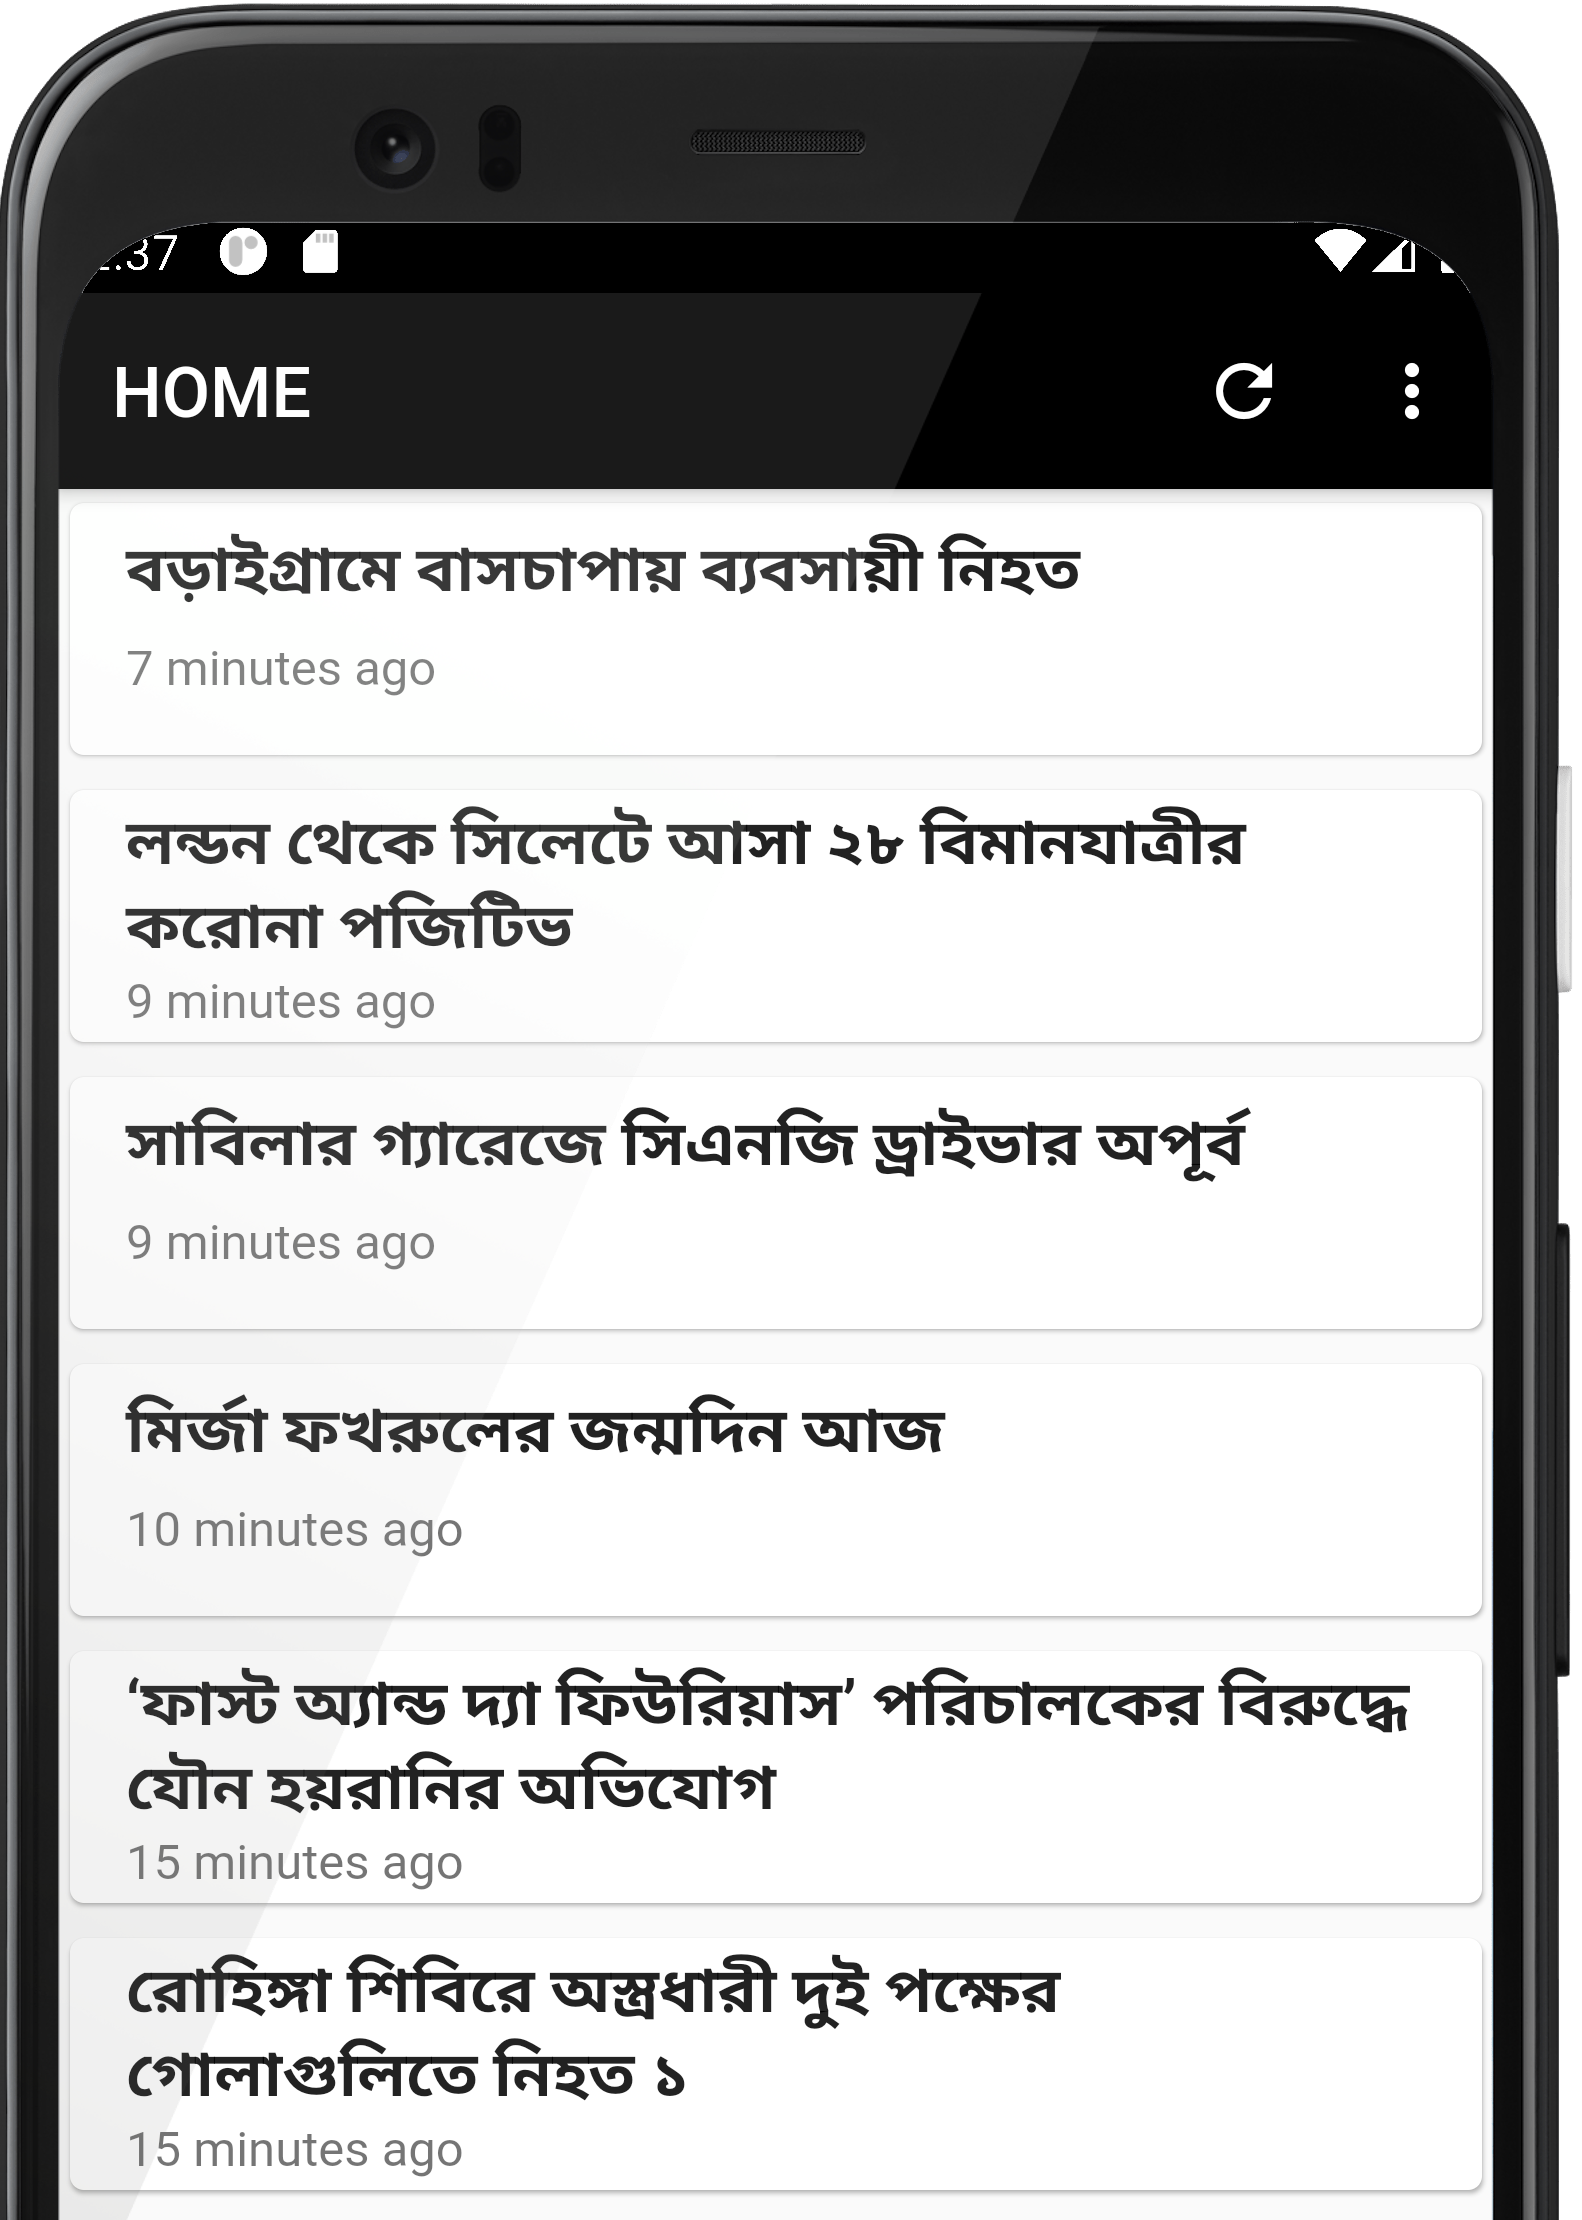 :37
HOME
বড়াইগ্রামে বাসচাপায় ব্যবসায়ী নিহত
7 minutes ago
লন্ডন থেকে সিলেটে আসা ২৮ বিমানযাত্রীর
করোনা পজিটিভ
9 minutes ago
সাবিলার গ্যারেজে সিএনজি ড্রাইভার অপূর্ব
9 minutes ago
মির্জা ফখরুলের জন্মদিন আজ
10 minutes ago
‘ফাস্ট অ্যান্ড দ্যা ফিউরিয়াস’ পরিচালকের বিরুদ্ধে
যৌন হয়রানির অভিযোগ
15 minutes ago
রোহিঙ্গা শিবিরে অস্ত্রধারী দুই পক্ষের
গোলাগুলিতে নিহত ১
15 minutes ago